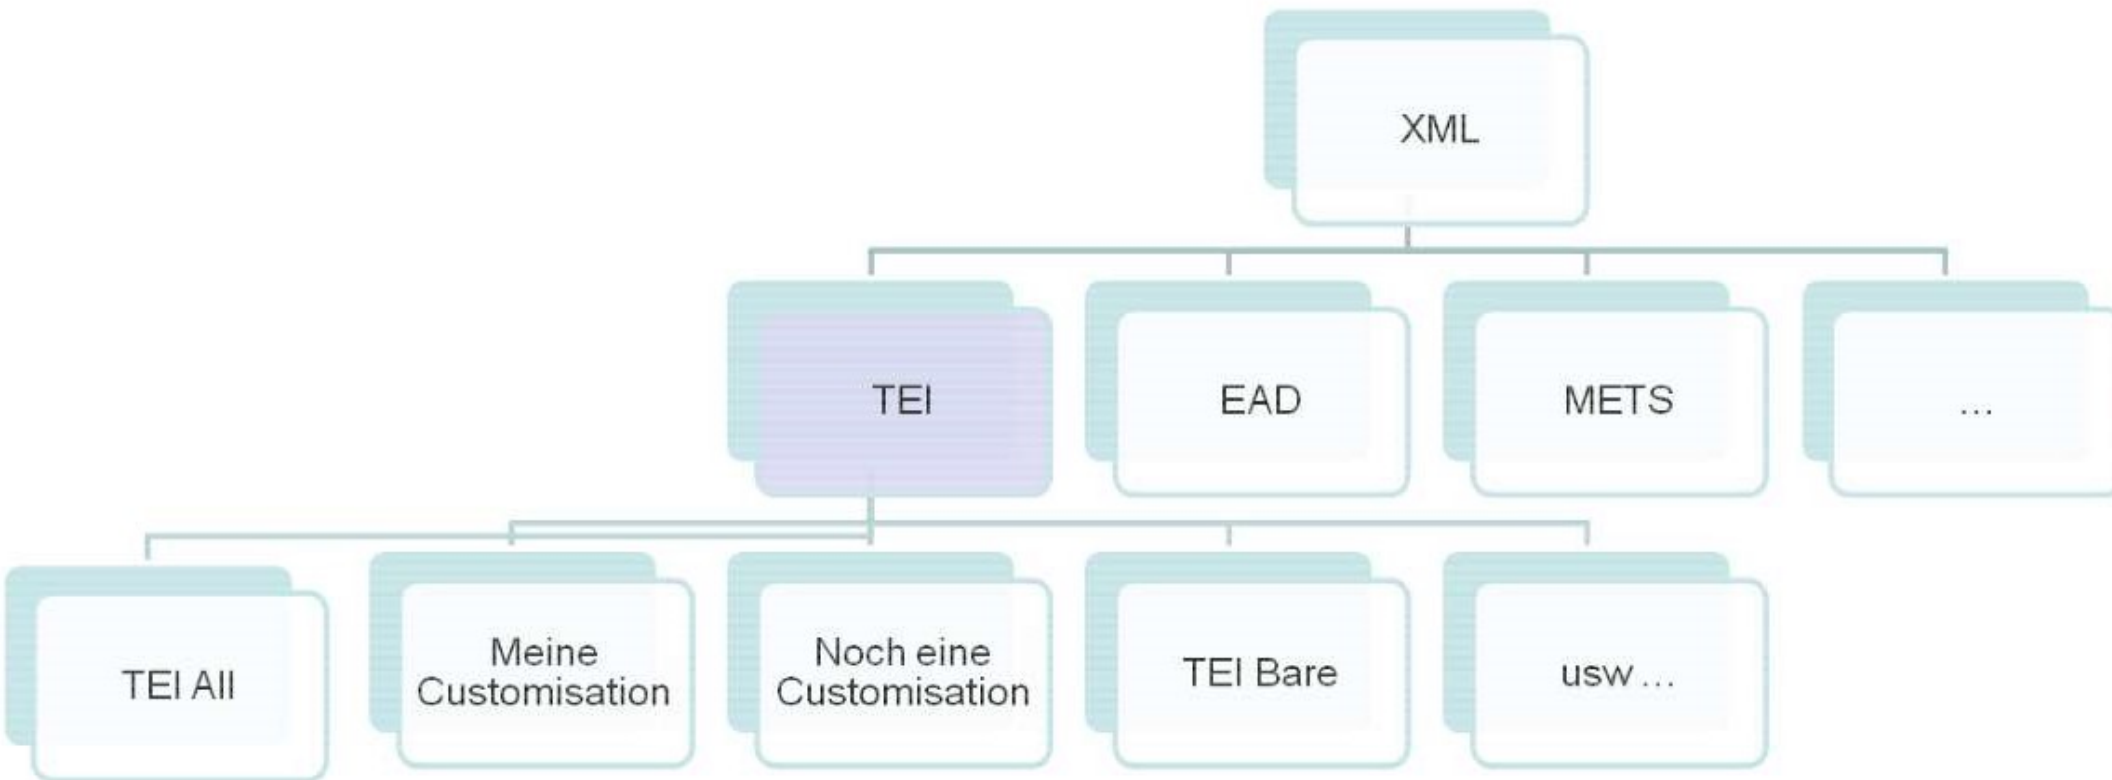 XML
TEI
EAD
METS
...
TEI All
Meine
Customisation
Noch eine
Customisation
TEI Bare
usw ...